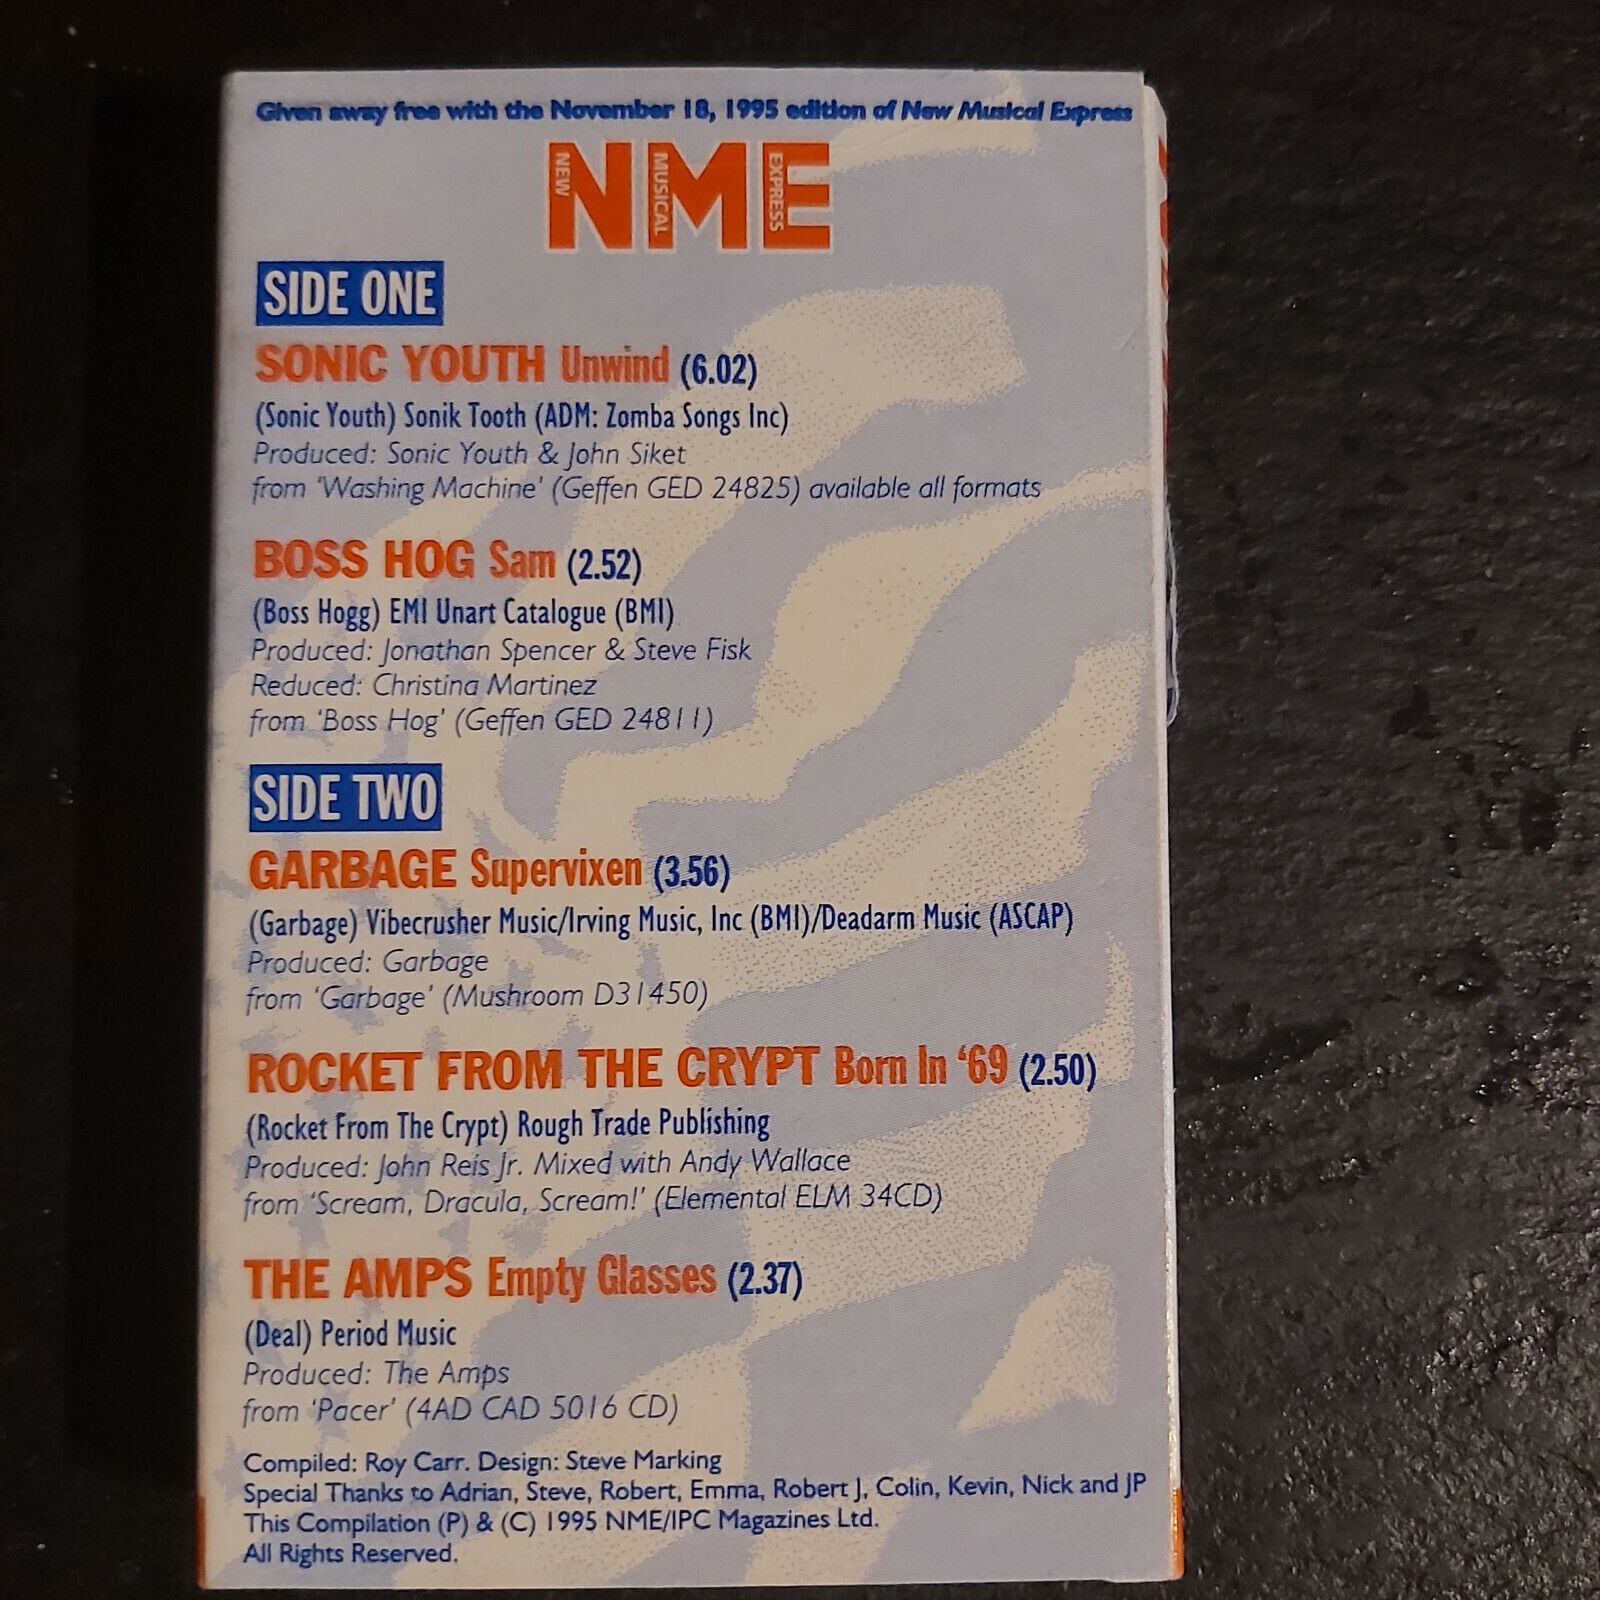 Given away free with the November 18, 1995 edition of New Musical Express
NME
NEW MUSICAL EXPRESS
SIDE ONE
SONIC YOUTH Unwind (6.02)
(Sonic Youth) Sonik Tooth (ADM: Zomba Songs Inc)
Produced: Sonic Youth & John Siket
from 'Washing Machine' (Geffen GED 24825) available all formats
BOSS HOG Sam (2.52)
(Boss Hogg) EMI Unart Catalogue (BMI)
Produced: Jonathan Spencer & Steve Fisk
Reduced: Christina Martinez
from 'Boss Hog' (Geffen GED 24811)
SIDE TWO
GARBAGE Supervixen (3.56)
(Garbage) Vibecrusher Music/Irving Music, Inc (BMI)/Deadarm Music (ASCAP)
Produced: Garbage
from 'Garbage' (Mushroom D31450)
ROCKET FROM THE CRYPT Born In '69 (2.50)
(Rocket From The Crypt) Rough Trade Publishing
Produced: John Reis Jr. Mixed with Andy Wallace
from 'Scream, Dracula, Scream!' (Elemental ELM 34CD)
THE AMPS Empty Glasses (2.37)
(Deal) Period Music
Produced: The Amps
from 'Pacer' (4AD CAD 5016 CD)
Compiled: Roy Carr. Design: Steve Marking
Special Thanks to Adrian, Steve, Robert, Emma, Robert J, Colin, Kevin, Nick and JP
This Compilation (P) & (C) 1995 NME/IPC Magazines Ltd.
All Rights Reserved.